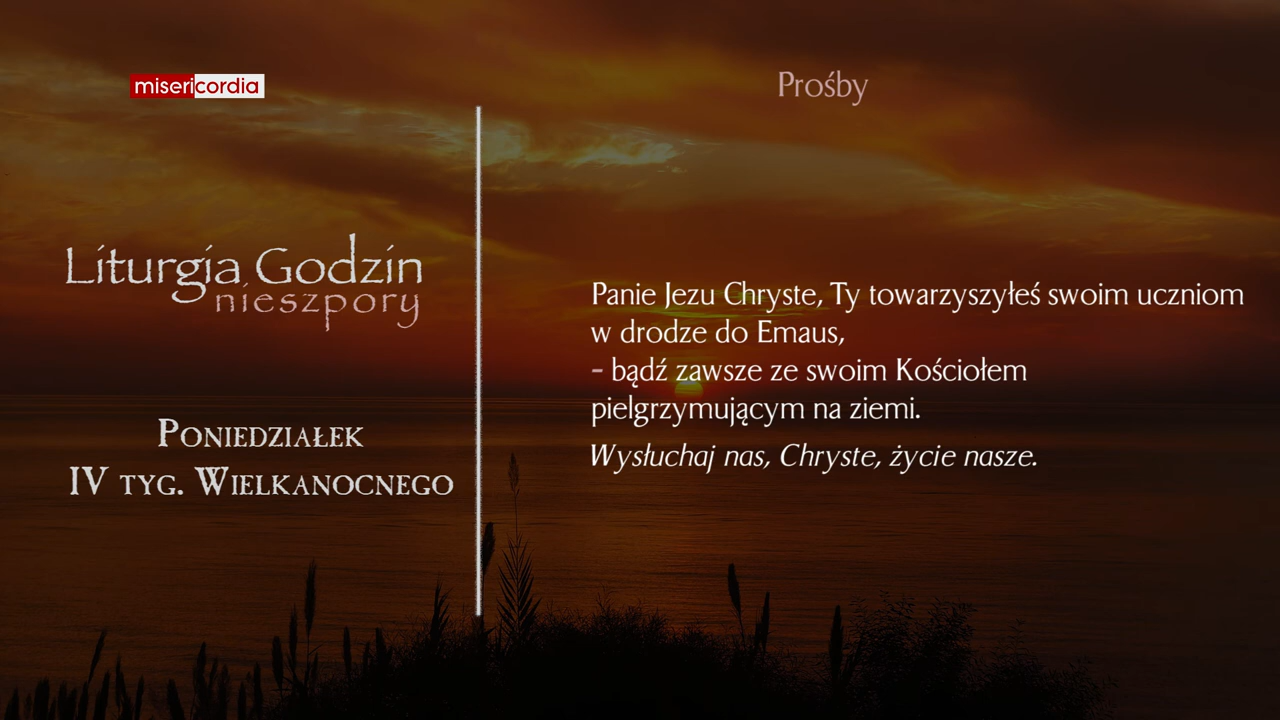 misericordia
Liturgia Godzin
nieszpory
Poniedziałek
IV tyg. Wielkanocnego
Prośby
Panie Jezu Chryste, Ty towarzyszyłeś swoim uczniom
w drodze do Emaus,
- bądź zawsze ze swoim Kościołem
pielgrzymującym na ziemi.
Wysłuchaj nas, Chryste, życie nasze.